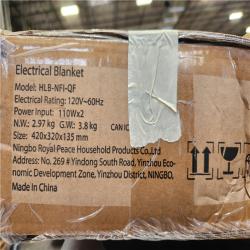 Electrical Blanket
Model: HLB-NFI-QF
Electrical Rating: 120V~60Hz
Power Input: 110Wx2
N.W: 2.97 kg G.W: 3.8 kg CAN IC
Size: 420x320x135 mm
Ningbo Royal Peace Household Products Co., Ltd
Address: No. 269 # Yindong South Road, Yinzhou Eco-
nomic Development Zone, Yinzhou District, NINGBO,
CHINA